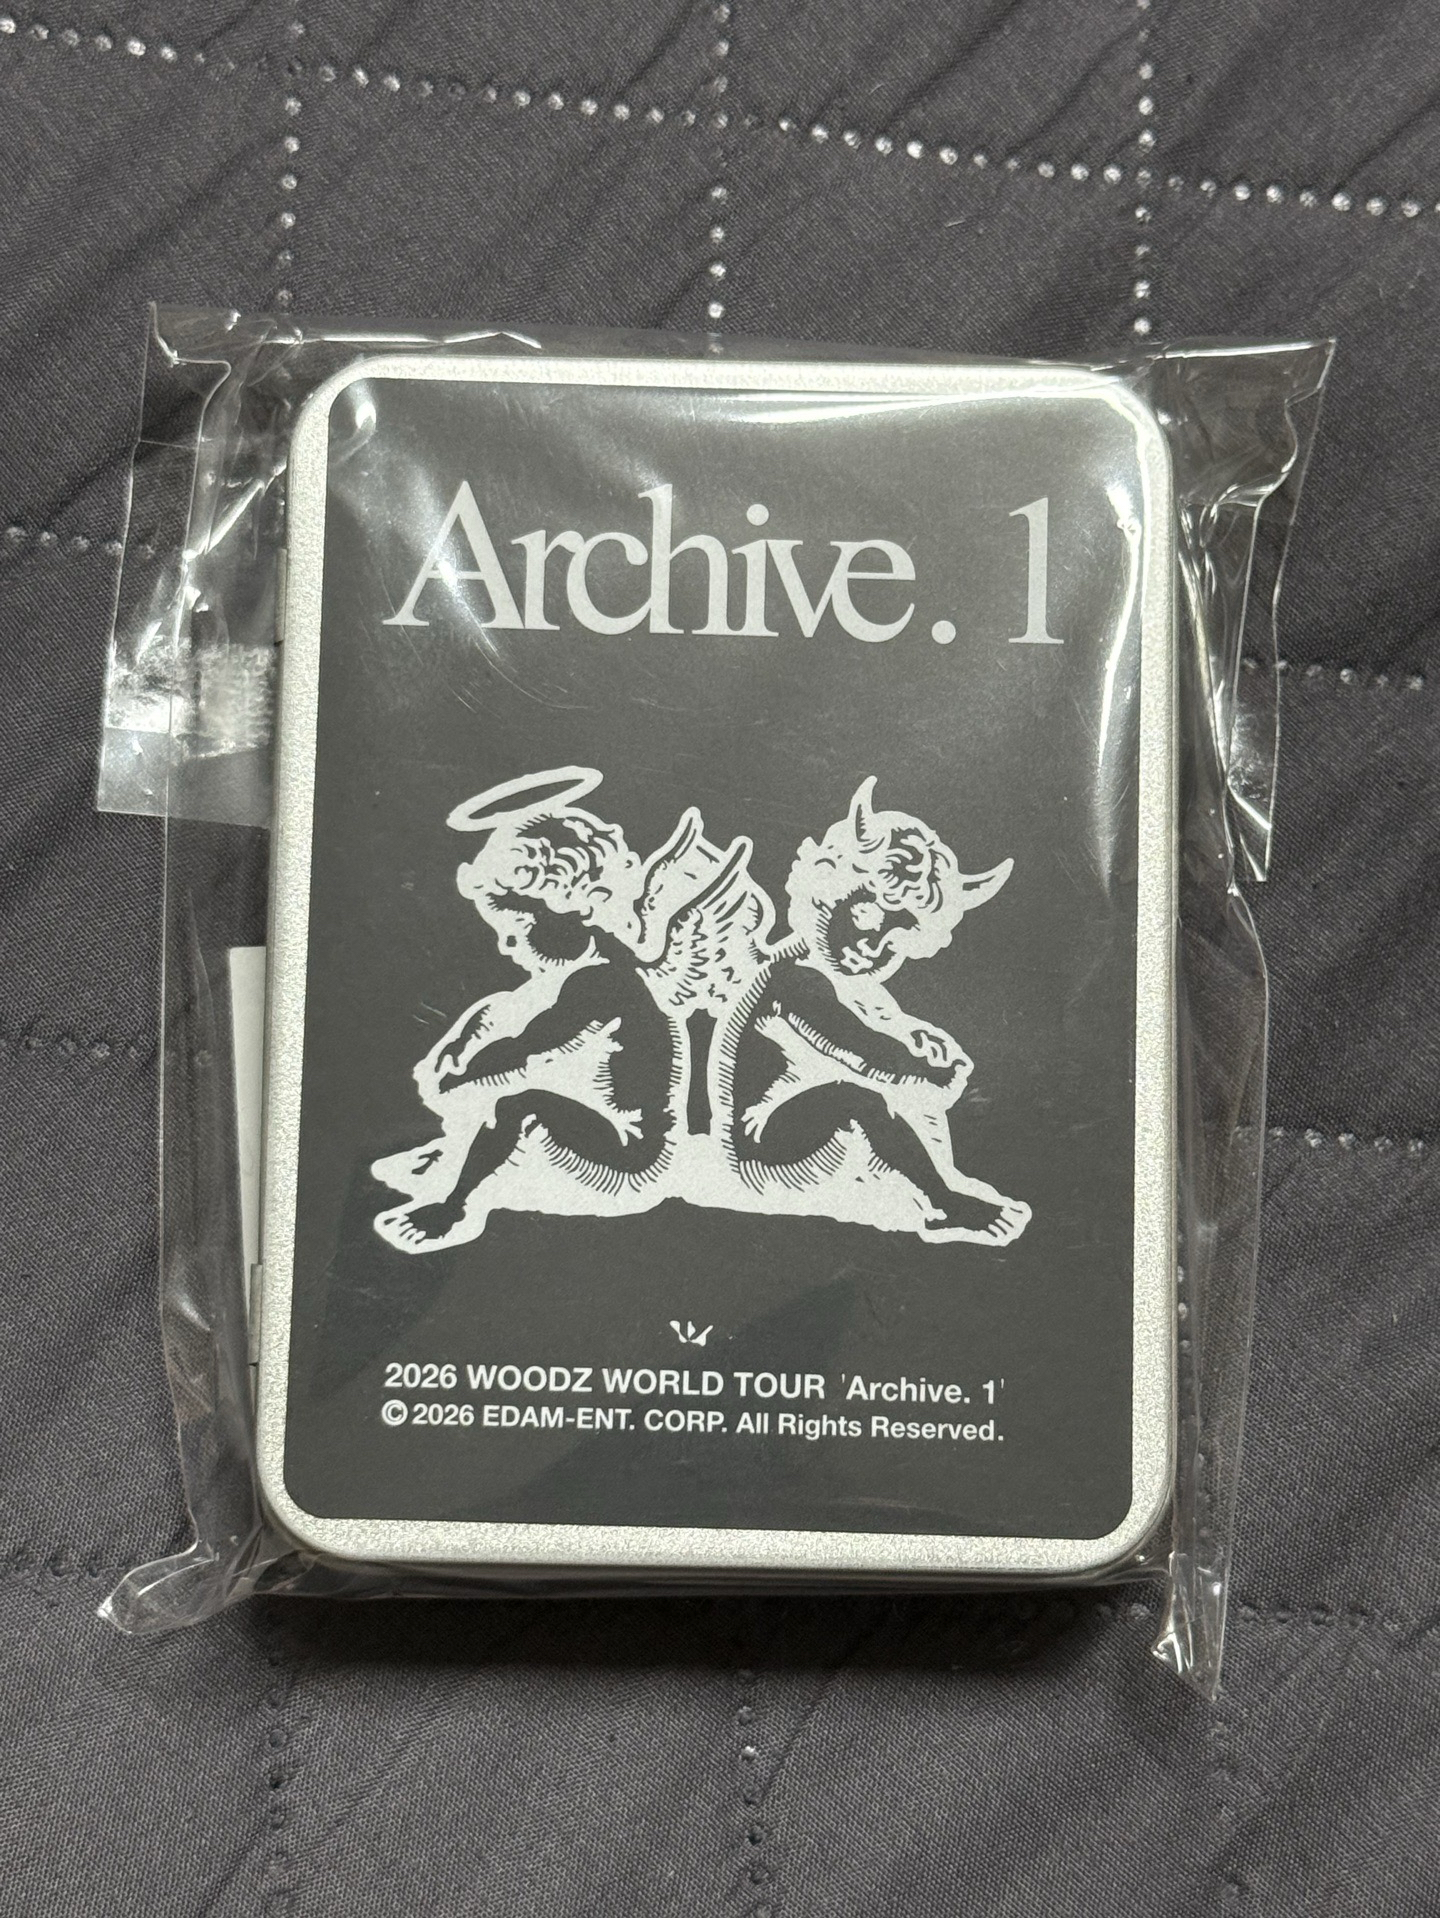 Archive. 1
2026 WOODZ WORLD TOUR 'Archive. 1'
© 2026 EDAM-ENT. CORP. All Rights Reserved.